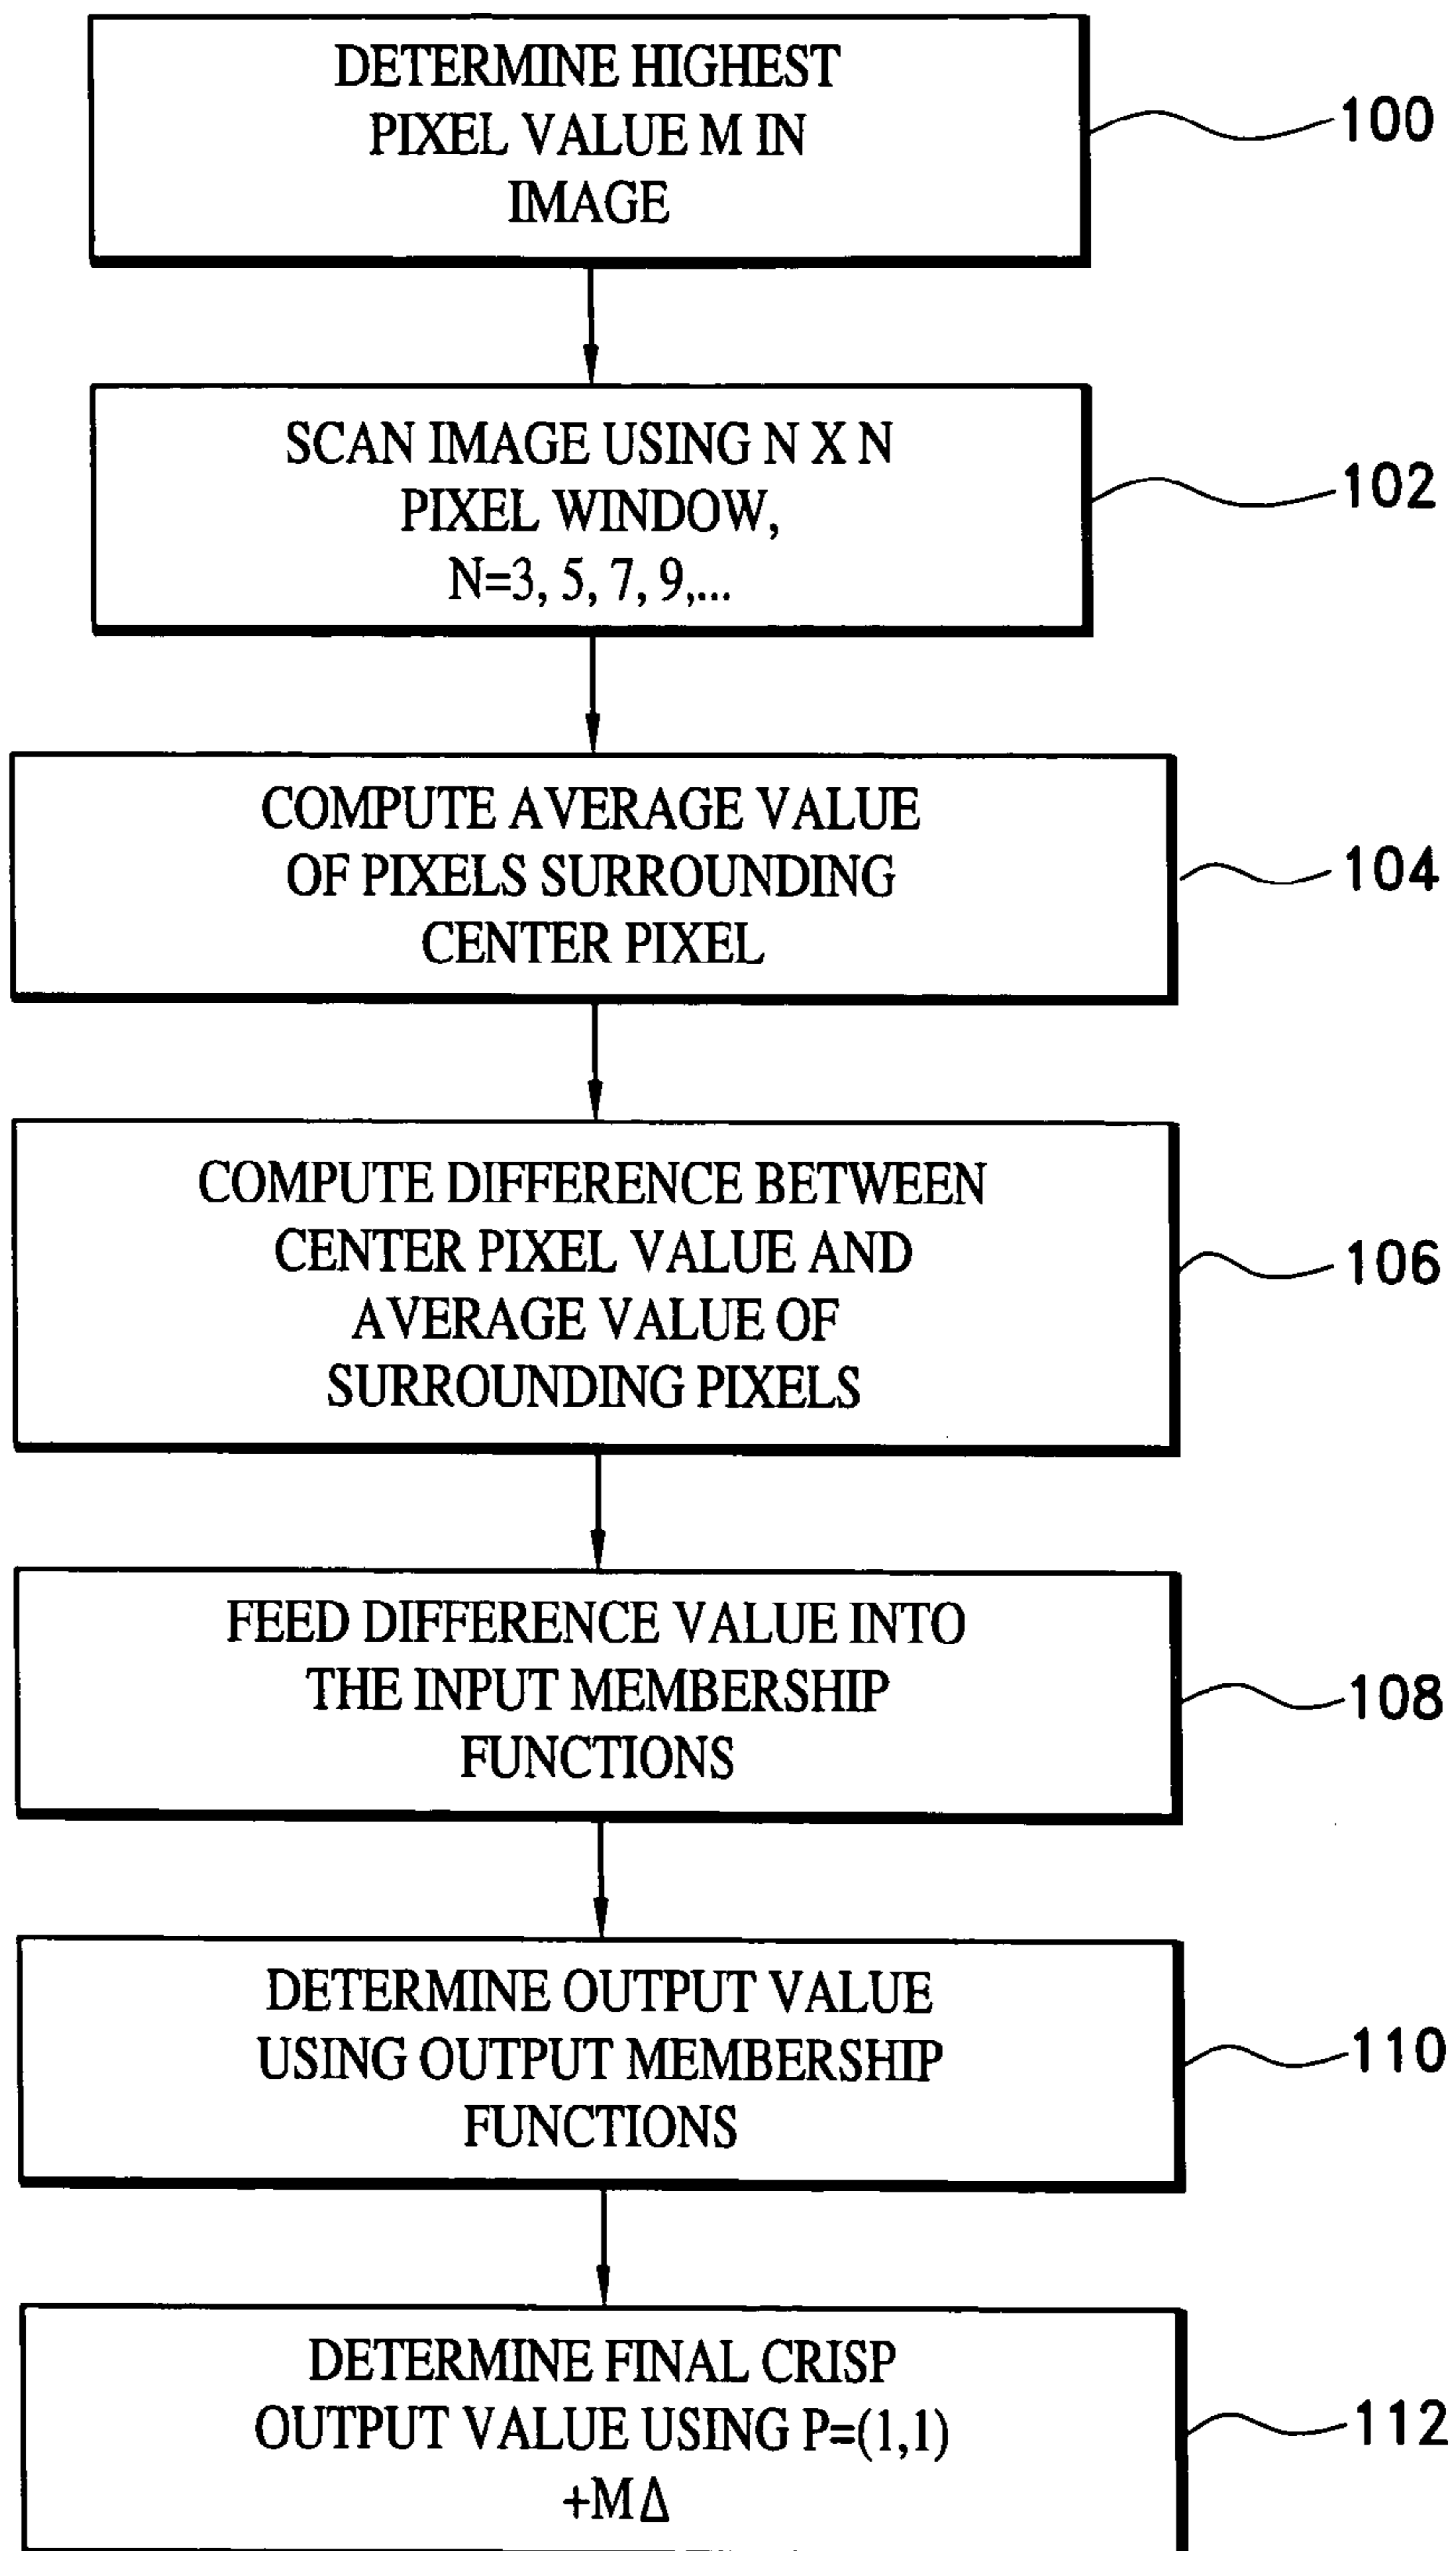 DETERMINE HIGHEST
PIXEL VALUE M IN
IMAGE
100
SCAN IMAGE USING N X N
PIXEL WINDOW,
N=3, 5, 7, 9,...
102
COMPUTE AVERAGE VALUE
OF PIXELS SURROUNDING
CENTER PIXEL
104
COMPUTE DIFFERENCE BETWEEN
CENTER PIXEL VALUE AND
AVERAGE VALUE OF
SURROUNDING PIXELS
106
FEED DIFFERENCE VALUE INTO
THE INPUT MEMBERSHIP
FUNCTIONS
108
DETERMINE OUTPUT VALUE
USING OUTPUT MEMBERSHIP
FUNCTIONS
110
DETERMINE FINAL CRISP
OUTPUT VALUE USING P=(1,1)
+MΔ
112